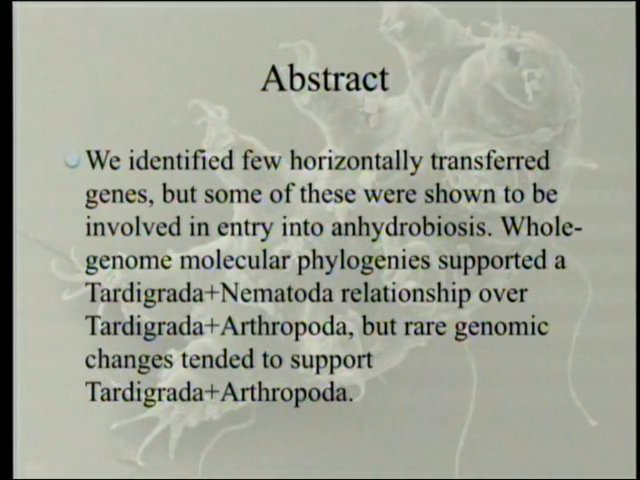 Abstract
We identified few horizontally transferred
genes, but some of these were shown to be
involved in entry into anhydrobiosis. Whole-
genome molecular phylogenies supported a
Tardigrada+Nematoda relationship over
Tardigrada+Arthropoda, but rare genomic
changes tended to support
Tardigrada+Arthropoda.